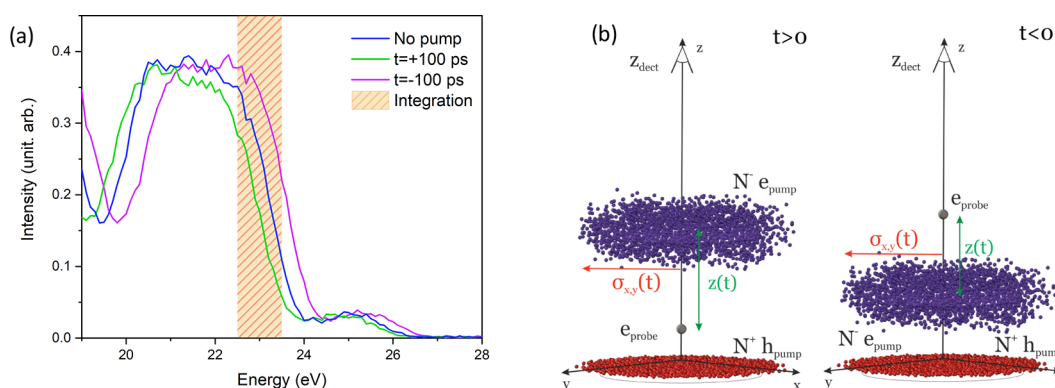 (a)
No pump
t=+100 ps
t=-100 ps
Integration
Intensity (unit. arb.)
0.4
0.3
0.2
0.1
0.0
20 22 24 26 28
Energy (eV)
(b)
t>0
z_dect
z
N⁻ e_pump
σ_x,y(t)
z(t)
e_probe
N⁺ h_pump
y
x
t<0
z_dect
z
e_probe
σ_x,y(t)
z(t)
N⁻ e_pump
N⁺ h_pump
y
x